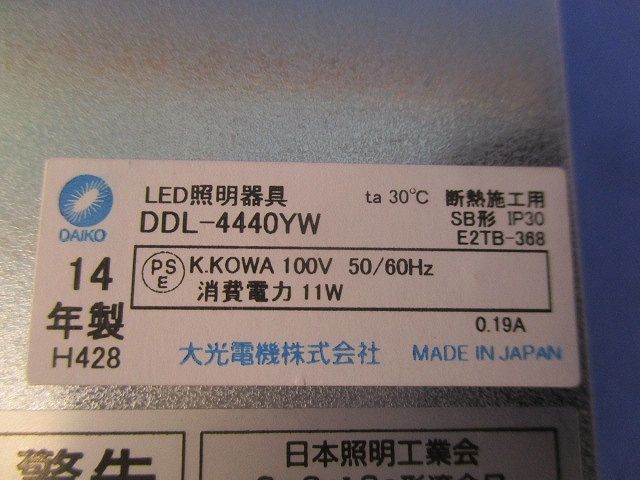 DAIKO
LED照明器具
DDL-4440YW
ta 30℃
断熱施工用
SB形 IP30
E2TB-368
14
年製
H428
PS
E
K.KOWA 100V 50/60Hz
消費電力 11W
0.19A
大光電機株式会社
MADE IN JAPAN
警告
日本照明工業会